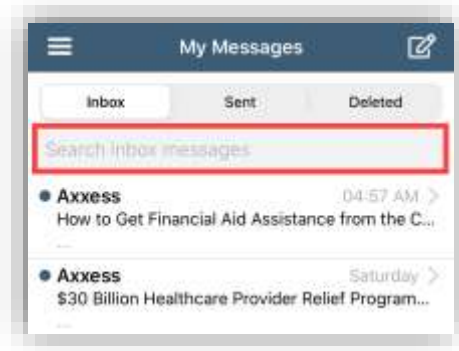 My Messages
Inbox Sent Deleted
Search inbox messages
Axxess 04:57 AM
How to Get Financial Aid Assistance from the C...
...
Axxess Saturday
$30 Billion Healthcare Provider Relief Program...
...